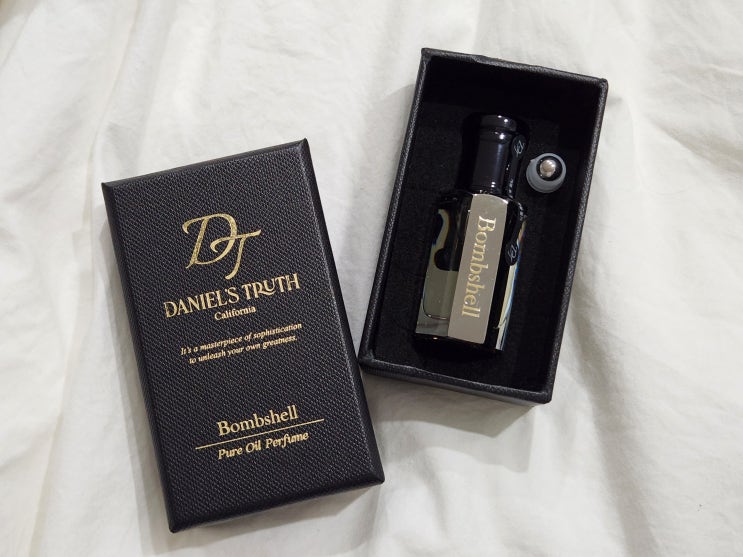 DT
DANIEL'S TRUTH
California
It's a masterpiece of sophistication
to unleash your own greatness.
Bombshell
Pure Oil Perfume
Bombshell